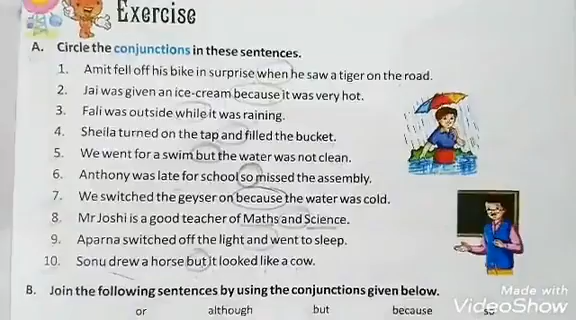 Exercise
A. Circle the conjunctions in these sentences.
1. Amit fell off his bike in surprise when he saw a tiger on the road.
2. Jai was given an ice-cream because it was very hot.
3. Fali was outside while it was raining.
4. Sheila turned on the tap and filled the bucket.
5. We went for a swim but the water was not clean.
6. Anthony was late for school so missed the assembly.
7. We switched the geyser on because the water was cold.
8. Mr Joshi is a good teacher of Maths and Science.
9. Aparna switched off the light and went to sleep.
10. Sonu drew a horse but it looked like a cow.
B. Join the following sentences by using the conjunctions given below.
or although but because so
Made with
VideoShow